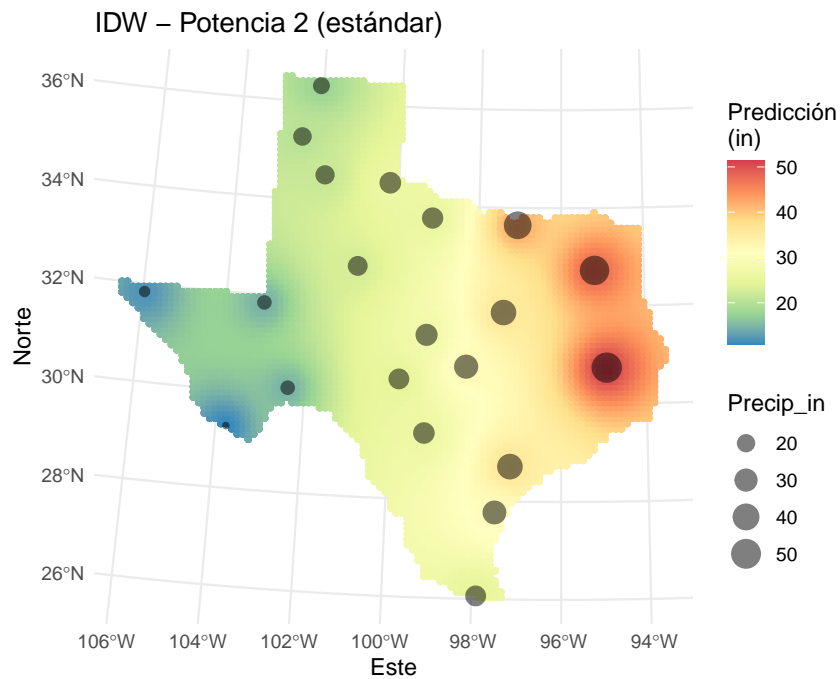 IDW – Potencia 2 (estándar)
36°N
34°N
32°N
30°N
28°N
26°N
Norte
106°W
104°W
102°W
100°W
98°W
96°W
94°W
Este
Predicción
(in)
50
40
30
20
Precip_in
20
30
40
50